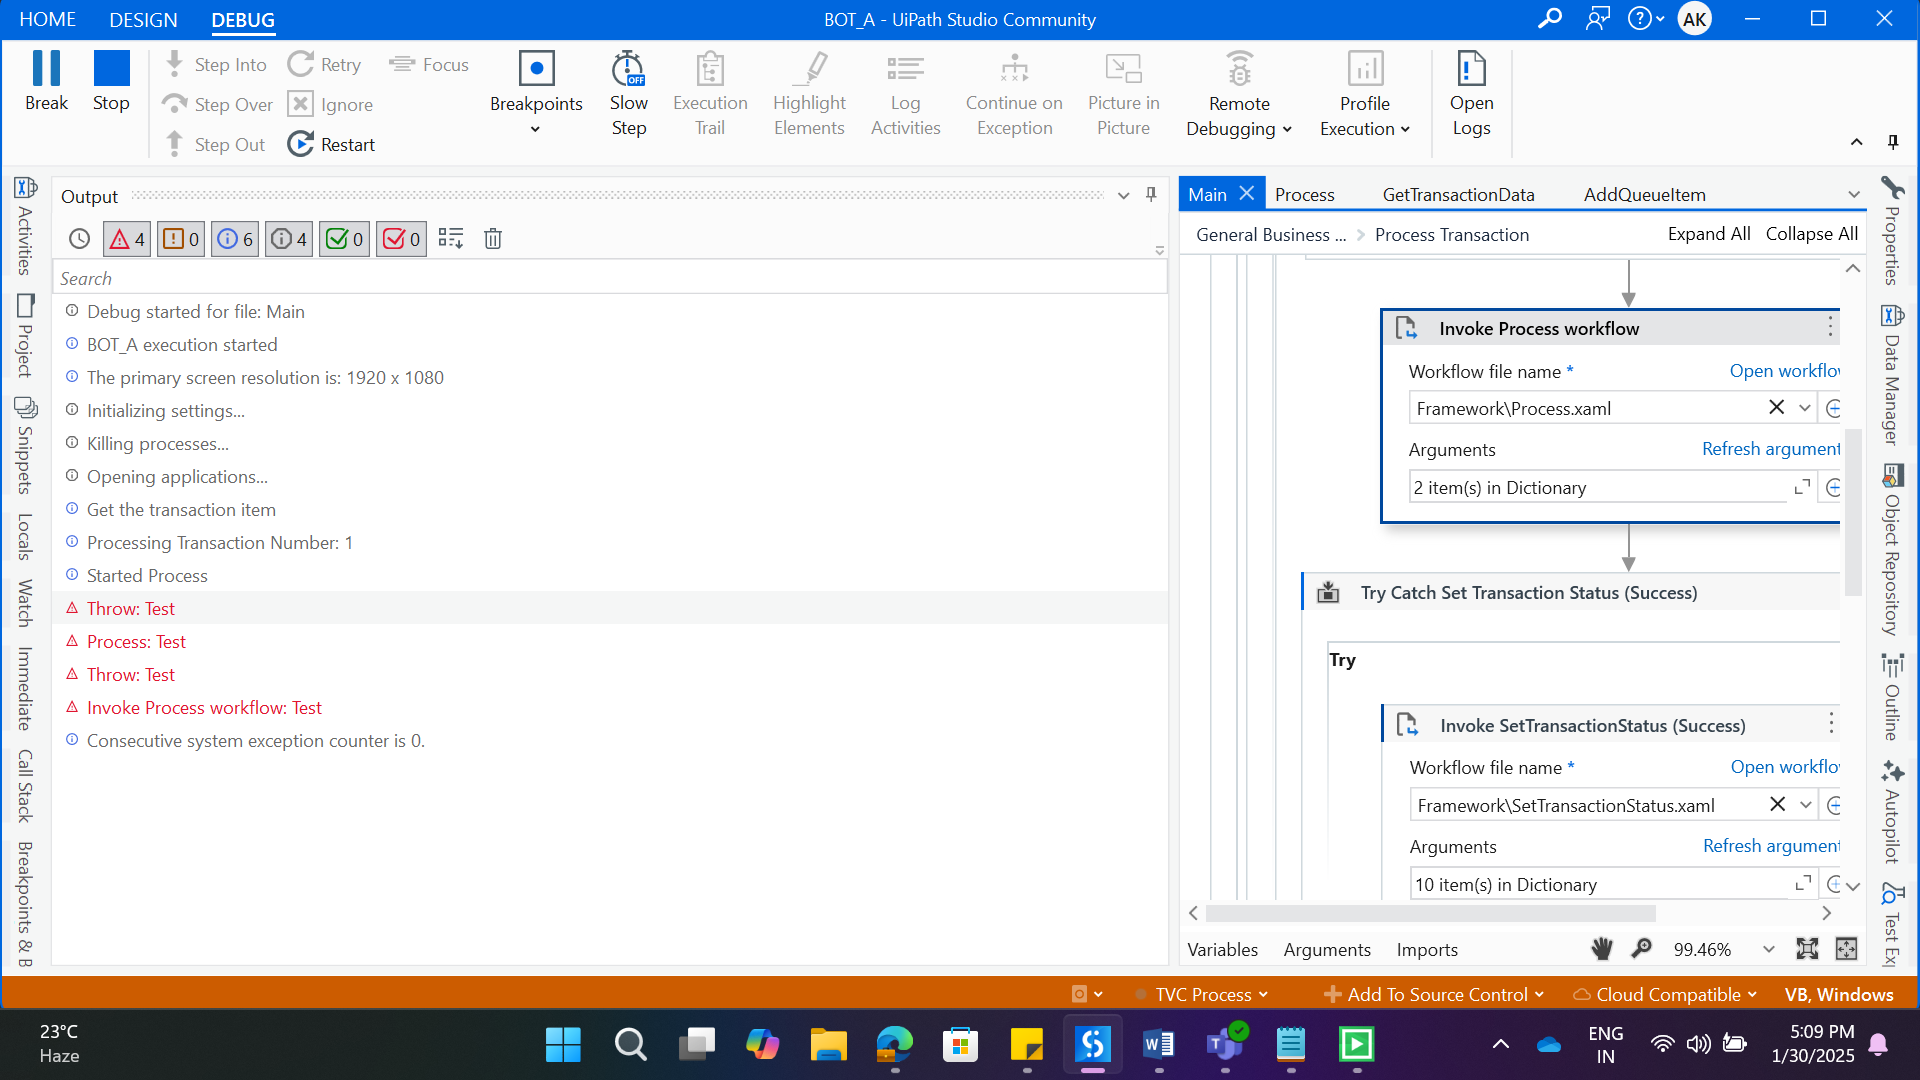 HOME DESIGN DEBUG
BOT_A - UiPath Studio Community
AK
Break
Stop
Step Into
Step Over
Step Out
Retry
Ignore
Restart
Focus
Breakpoints
Slow
Step
OFF
Execution
Trail
Highlight
Elements
Log
Activities
Continue on
Exception
Picture in
Picture
Remote
Debugging
Profile
Execution
Open
Logs
Activities
Project
Snippets
Locals
Watch
Immediate
Call Stack
Breakpoints & B
Output
4 0 6 4 0 0
Search
Debug started for file: Main
BOT_A execution started
The primary screen resolution is: 1920 x 1080
Initializing settings...
Killing processes...
Opening applications...
Get the transaction item
Processing Transaction Number: 1
Started Process
Throw: Test
Process: Test
Throw: Test
Invoke Process workflow: Test
Consecutive system exception counter is 0.
Main Process GetTransactionData AddQueueItem
General Business ... > Process Transaction
Expand All Collapse All
Invoke Process workflow
Workflow file name * Open workflow
Framework\Process.xaml
Arguments Refresh argument
2 item(s) in Dictionary
Try Catch Set Transaction Status (Success)
Try
Invoke SetTransactionStatus (Success)
Workflow file name * Open workflow
Framework\SetTransactionStatus.xaml
Arguments Refresh argument
10 item(s) in Dictionary
Variables Arguments Imports
99.46%
Properties
Data Manager
Object Repository
Outline
Autopilot
Test Exp
TVC Process Add To Source Control Cloud Compatible VB, Windows
23°C
Haze
ENG
IN
5:09 PM
1/30/2025